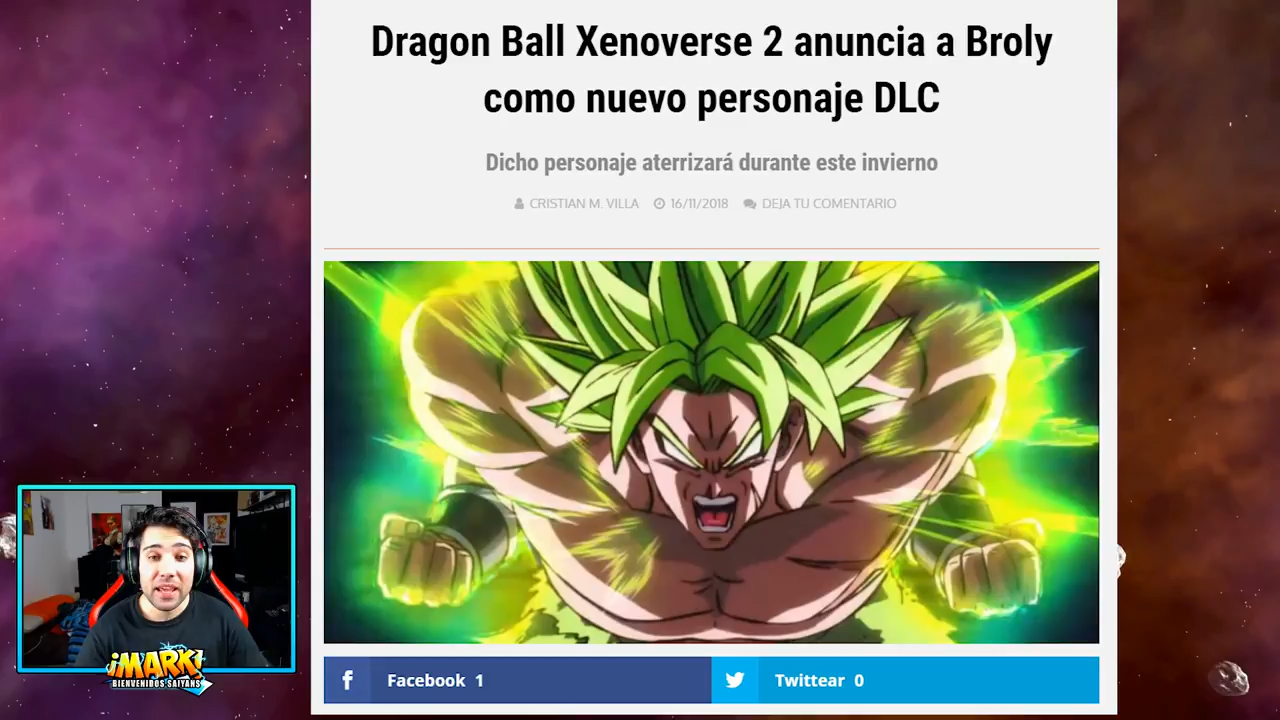 Dragon Ball Xenoverse 2 anuncia a Broly
como nuevo personaje DLC
Dicho personaje aterrizará durante este invierno
CRISTIAN M. VILLA 16/11/2018 DEJA TU COMENTARIO
Facebook 1 Twittear 0
¡MARK!
BIENVENIDOS SAIYANS